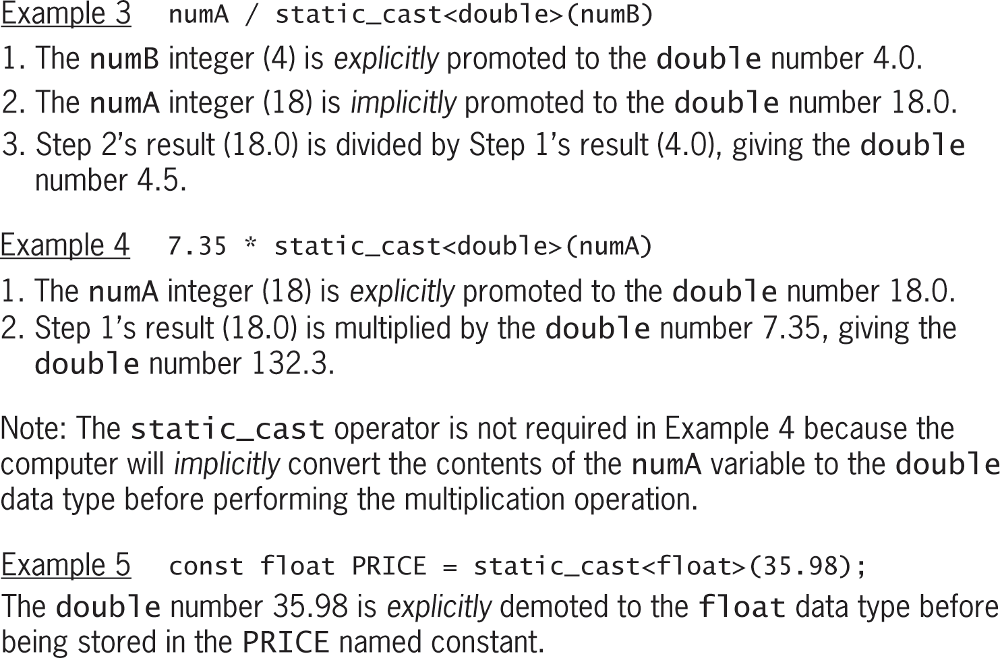 Example 3 numA / static_cast<double>(numB)
1. The numB integer (4) is explicitly promoted to the double number 4.0.
2. The numA integer (18) is implicitly promoted to the double number 18.0.
3. Step 2’s result (18.0) is divided by Step 1’s result (4.0), giving the double
number 4.5.
Example 4 7.35 * static_cast<double>(numA)
1. The numA integer (18) is explicitly promoted to the double number 18.0.
2. Step 1’s result (18.0) is multiplied by the double number 7.35, giving the
double number 132.3.
Note: The static_cast operator is not required in Example 4 because the
computer will implicitly convert the contents of the numA variable to the double
data type before performing the multiplication operation.
Example 5 const float PRICE = static_cast<float>(35.98);
The double number 35.98 is explicitly demoted to the float data type before
being stored in the PRICE named constant.